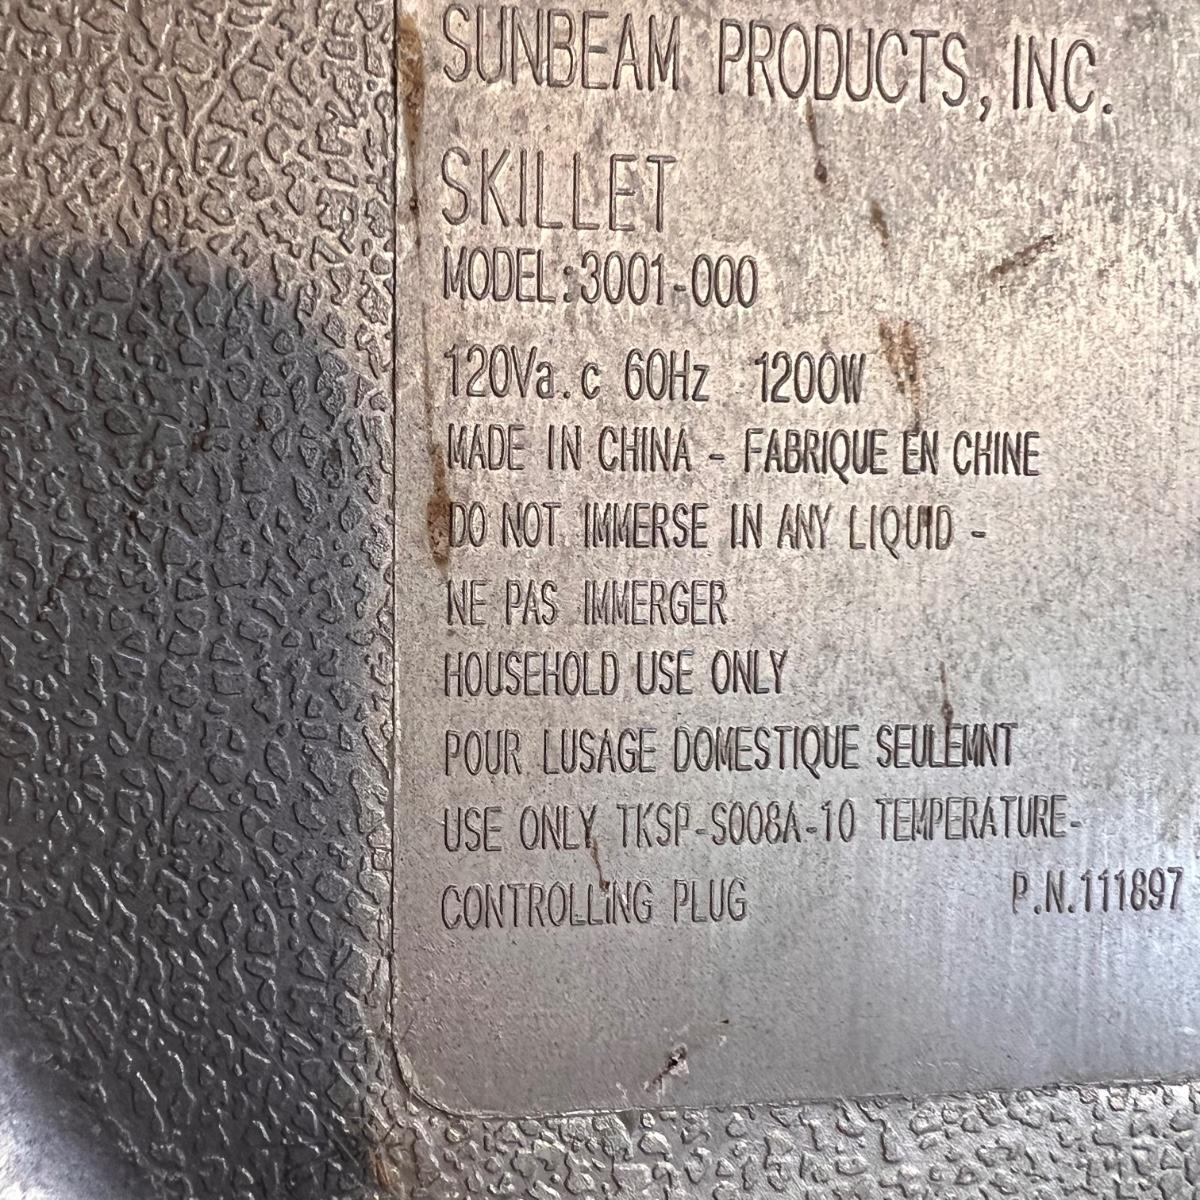 SUNBEAM PRODUCTS, INC.
SKILLET
MODEL:3001-000
120Va.c 60Hz 1200W
MADE IN CHINA - FABRIQUE EN CHINE
DO NOT IMMERSE IN ANY LIQUID -
NE PAS IMMERGER
HOUSEHOLD USE ONLY
POUR LUSAGE DOMESTIQUE SEULEMNT
USE ONLY TKSP-S008A-10 TEMPERATURE-
CONTROLLiNG PLUG P.N.111897